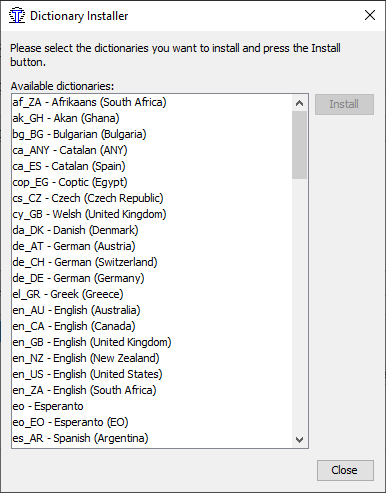 Dictionary Installer
Please select the dictionaries you want to install and press the Install
button.
Available dictionaries:
af_ZA - Afrikaans (South Africa)
Install
ak_GH - Akan (Ghana)
bg_BG - Bulgarian (Bulgaria)
ca_ANY - Catalan (ANY)
ca_ES - Catalan (Spain)
cop_EG - Coptic (Egypt)
cs_CZ - Czech (Czech Republic)
cy_GB - Welsh (United Kingdom)
da_DK - Danish (Denmark)
de_AT - German (Austria)
de_CH - German (Switzerland)
de_DE - German (Germany)
el_GR - Greek (Greece)
en_AU - English (Australia)
en_CA - English (Canada)
en_GB - English (United Kingdom)
en_NZ - English (New Zealand)
en_US - English (United States)
en_ZA - English (South Africa)
eo - Esperanto
eo_EO - Esperanto (EO)
es_AR - Spanish (Argentina)
Close